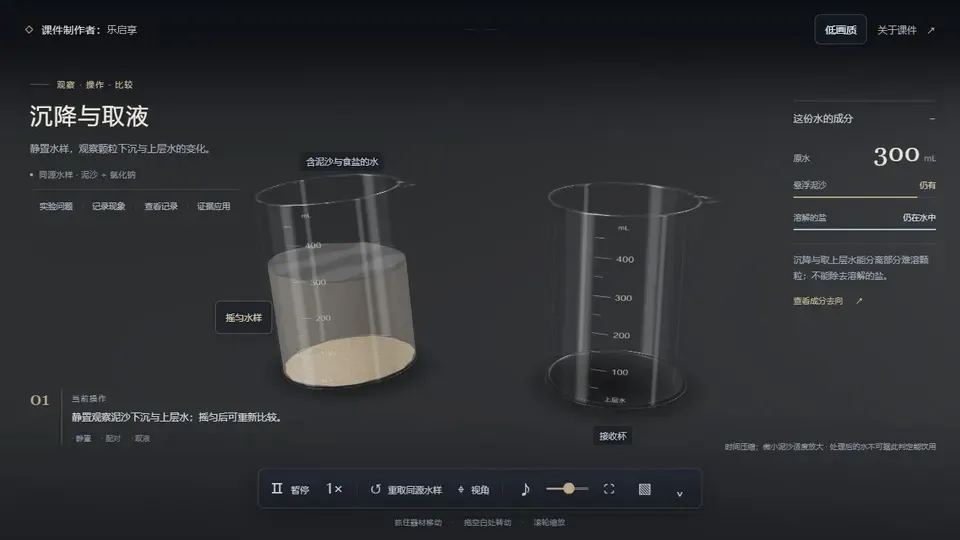 课件制作者：乐启享
低画质
关于课件 ↗
观察 · 操作 · 比较
沉降与取液
静置水样，观察颗粒下沉与上层水的变化。
同源水样 · 泥沙 + 氯化钠
实验问题 记录现象 查看记录 证据应用
含泥沙与食盐的水
mL
400
300
200
摇匀水样
mL
400
300
200
100
上层水
接收杯
这份水的成分 −
原水 300 mL
悬浮泥沙 仍有
溶解的盐 仍在水中
沉降与取上层水能分离部分难溶颗
粒；不能除去溶解的盐。
查看成分去向 ↗
01
当前操作
静置观察泥沙下沉与上层水；摇匀后可重新比较。
静置 · 配对 · 取液
时间压缩；微小泥沙适度放大 · 处理后的水不可据此判定能饮用
暂停 1× 重取同源水样 视角
抓住器材移动 · 拖空白处转动 · 滚轮缩放